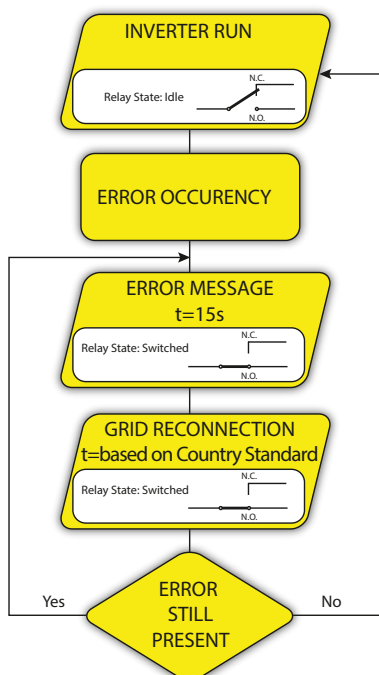 INVERTER RUN
N.C.
Relay State: Idle
N.O.
ERROR OCCURENCY
ERROR MESSAGE
t=15s
N.C.
Relay State: Switched
N.O.
GRID RECONNECTION
t=based on Country Standard
N.C.
Relay State: Switched
N.O.
ERROR
STILL
PRESENT
Yes
No